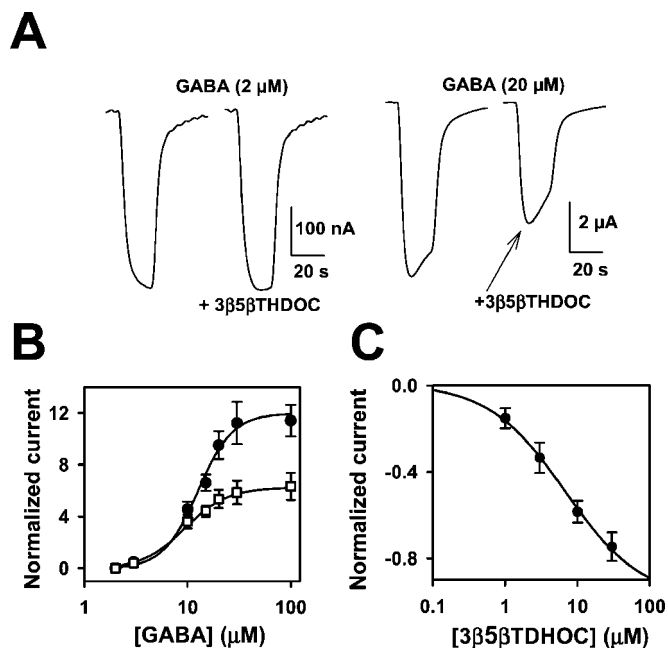 A
GABA (2 µM)
GABA (20 µM)
100 nA
20 s
+ 3β5βTHDOC
2 µA
20 s
+3β5βTHDOC
B
C
Normalized current
12
8
4
0
1
10
100
[GABA] (µM)
Normalized current
0.0
-0.4
-0.8
0.1
1
10
100
[3β5βTDHOC] (µM)